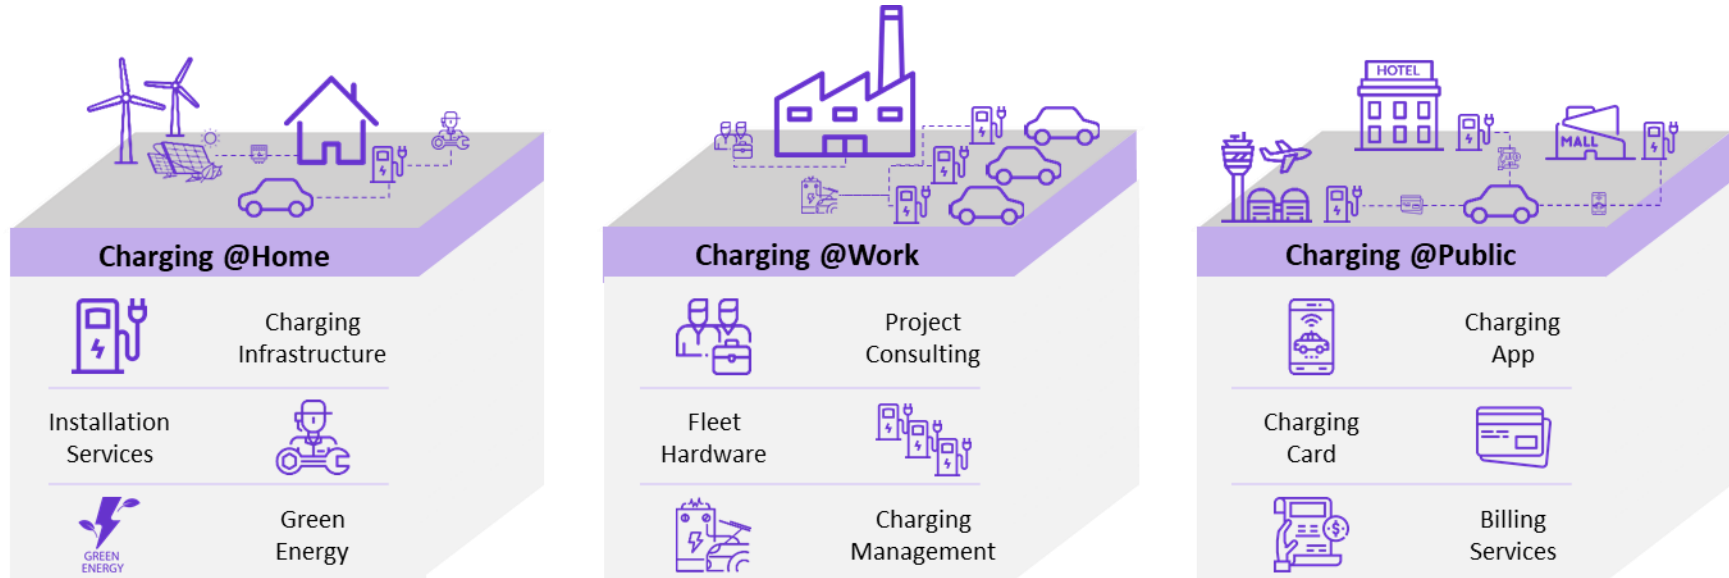 HOTEL
MALL
Charging @Home
Charging
Infrastructure
Installation
Services
GREEN
ENERGY
Green
Energy
Charging @Work
Project
Consulting
Fleet
Hardware
Charging
Management
Charging @Public
Charging
App
Charging
Card
Billing
Services